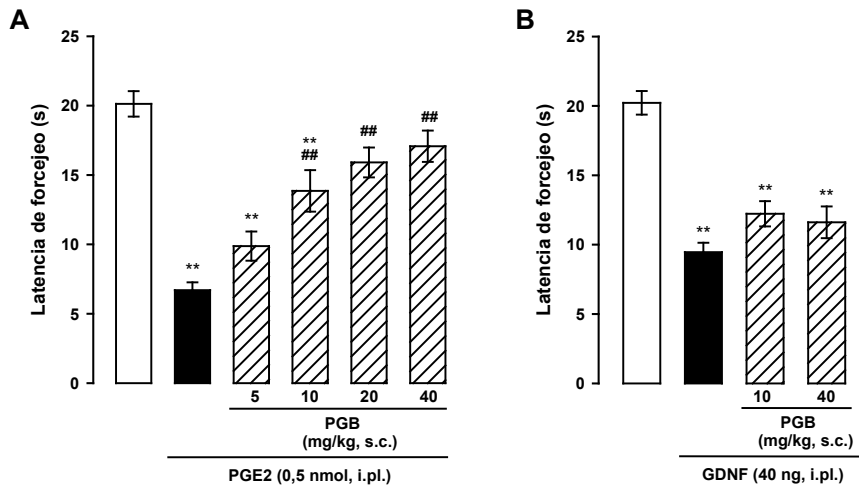 A
Latencia de forcejeo (s)
25
20
15
10
5
0
**
**
**
##
##
##
5 10 20 40
PGB
(mg/kg, s.c.)
PGE2 (0,5 nmol, i.pl.)
B
Latencia de forcejeo (s)
25
20
15
10
5
0
**
**
**
10 40
PGB
(mg/kg, s.c.)
GDNF (40 ng, i.pl.)